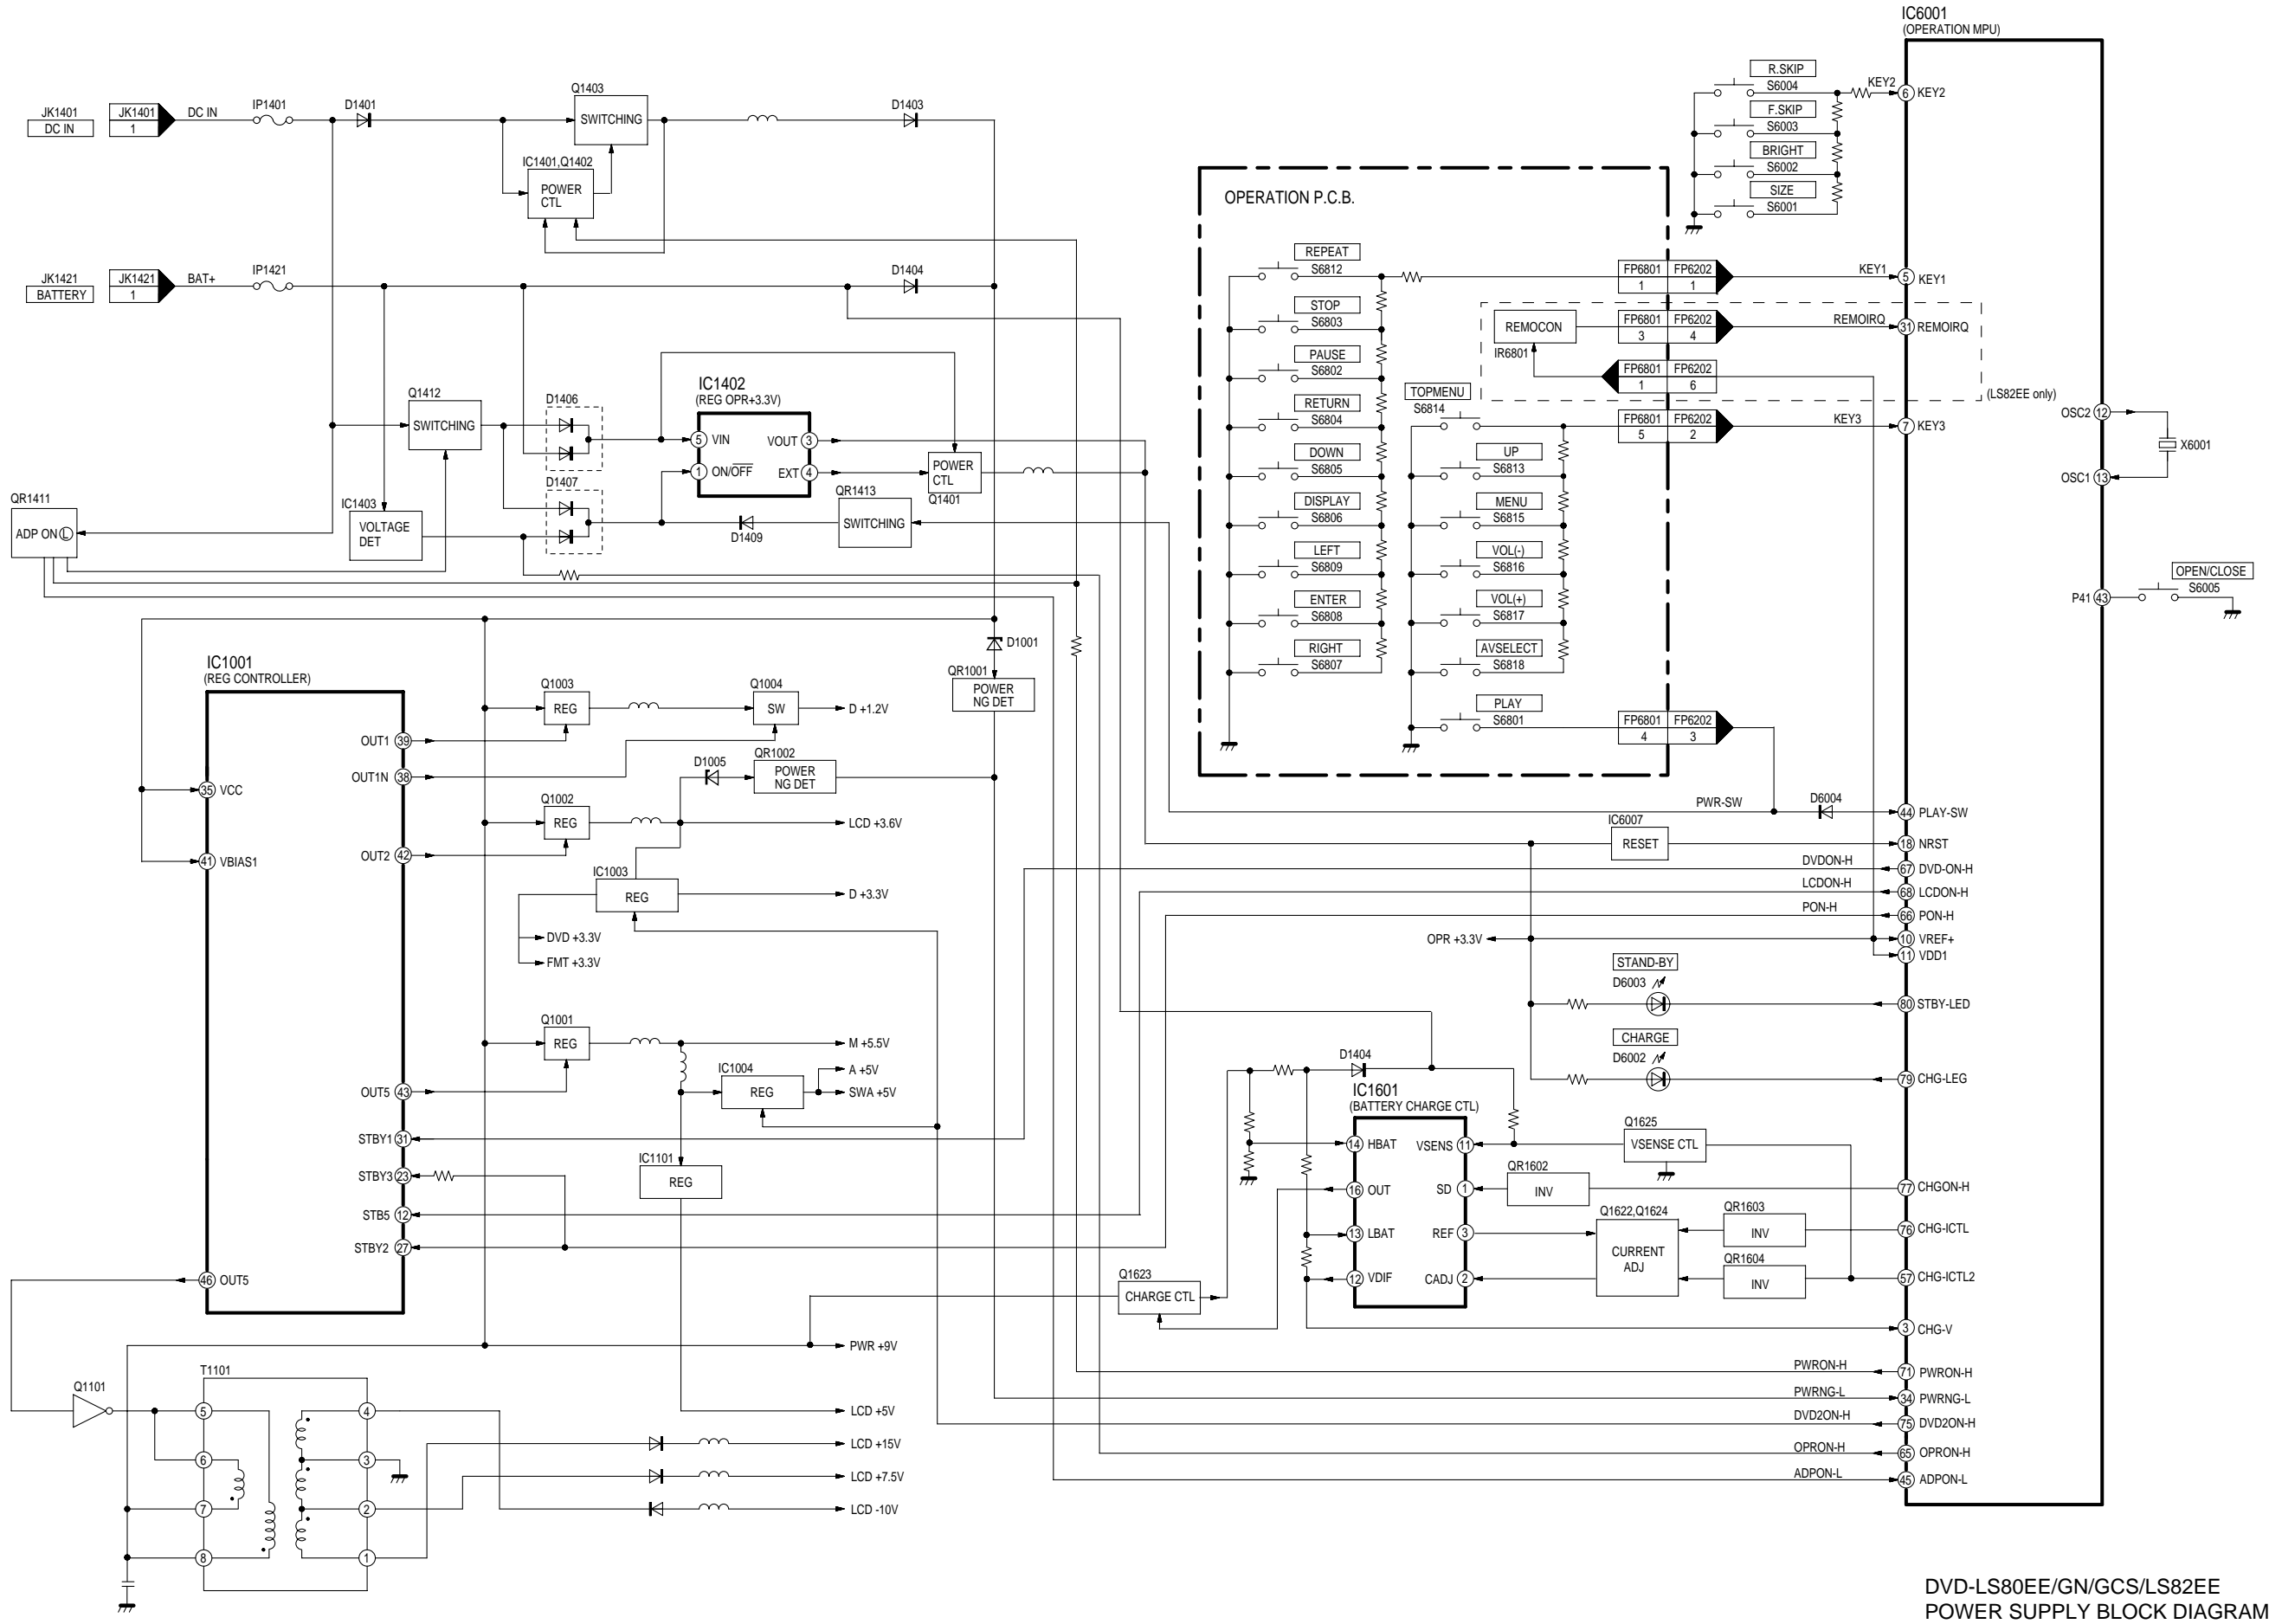 IC6001
(OPERATION MPU)
R.SKIP
S6004
KEY2
6
KEY2
F.SKIP
S6003
BRIGHT
S6002
SIZE
S6001
JK1401
DC IN
JK1401
1
DC IN
IP1401
D1401
Q1403
SWITCHING
D1403
IC1401,Q1402
POWER
CTL
JK1421
BATTERY
JK1421
1
BAT+
IP1421
D1404
OPERATION P.C.B.
REPEAT
S6812
FP6801
FP6202
1
1
KEY1
5
KEY1
STOP
S6803
REMOCON
IR6801
FP6801
FP6202
3
4
REMOIRQ
31
REMOIRQ
PAUSE
S6802
FP6801
FP6202
1
6
(LS82EE only)
RETURN
S6804
TOPMENU
S6814
FP6801
FP6202
5
2
KEY3
7
KEY3
OSC2
12
X6001
OSC1
13
DOWN
S6805
UP
S6813
DISPLAY
S6806
MENU
S6815
LEFT
S6809
VOL(-)
S6816
ENTER
S6808
VOL(+)
S6817
RIGHT
S6807
AVSELECT
S6818
PLAY
S6801
FP6801
FP6202
4
3
P41
43
OPEN/CLOSE
S6005
Q1412
SWITCHING
D1406
IC1402
(REG OPR+3.3V)
5
VIN
VOUT
3
1
ON/OFF
EXT
4
POWER
CTL
Q1401
D1407
QR1413
SWITCHING
D1409
QR1411
ADP ON
L
IC1403
VOLTAGE
DET
D1001
QR1001
POWER
NG DET
IC1001
(REG CONTROLLER)
Q1003
REG
Q1004
SW
D +1.2V
OUT1
39
OUT1N
38
D1005
QR1002
POWER
NG DET
35
VCC
Q1002
REG
LCD +3.6V
41
VBIAS1
OUT2
42
IC1003
REG
D +3.3V
DVD +3.3V
FMT +3.3V
Q1001
REG
M +5.5V
A +5V
IC1004
REG
SWA +5V
OUT5
43
STBY1
31
IC1101
REG
STBY3
23
STB5
12
STBY2
27
46
OUT5
PWR-SW
D6004
44
PLAY-SW
IC6007
RESET
18
NRST
DVDON-H
67
DVD-ON-H
LCDON-H
68
LCDON-H
PON-H
66
PON-H
OPR +3.3V
10
VREF+
11
VDD1
STAND-BY
D6003
80
STBY-LED
CHARGE
D6002
79
CHG-LEG
D1404
IC1601
(BATTERY CHARGE CTL)
14
HBAT
VSENS
11
Q1625
VSENSE CTL
16
OUT
SD
1
QR1602
INV
77
CHGON-H
13
LBAT
REF
3
Q1622,Q1624
CURRENT
ADJ
QR1603
INV
76
CHG-ICTL
12
VDIF
CADJ
2
QR1604
INV
57
CHG-ICTL2
Q1623
CHARGE CTL
3
CHG-V
PWR +9V
PWRON-H
71
PWRON-H
PWRNG-L
34
PWRNG-L
DVD2ON-H
75
DVD2ON-H
OPRON-H
65
OPRON-H
ADPON-L
45
ADPON-L
Q1101
T1101
5
4
LCD +5V
LCD +15V
6
3
LCD +7.5V
7
2
LCD -10V
8
1
DVD-LS80EE/GN/GCS/LS82EE
POWER SUPPLY BLOCK DIAGRAM